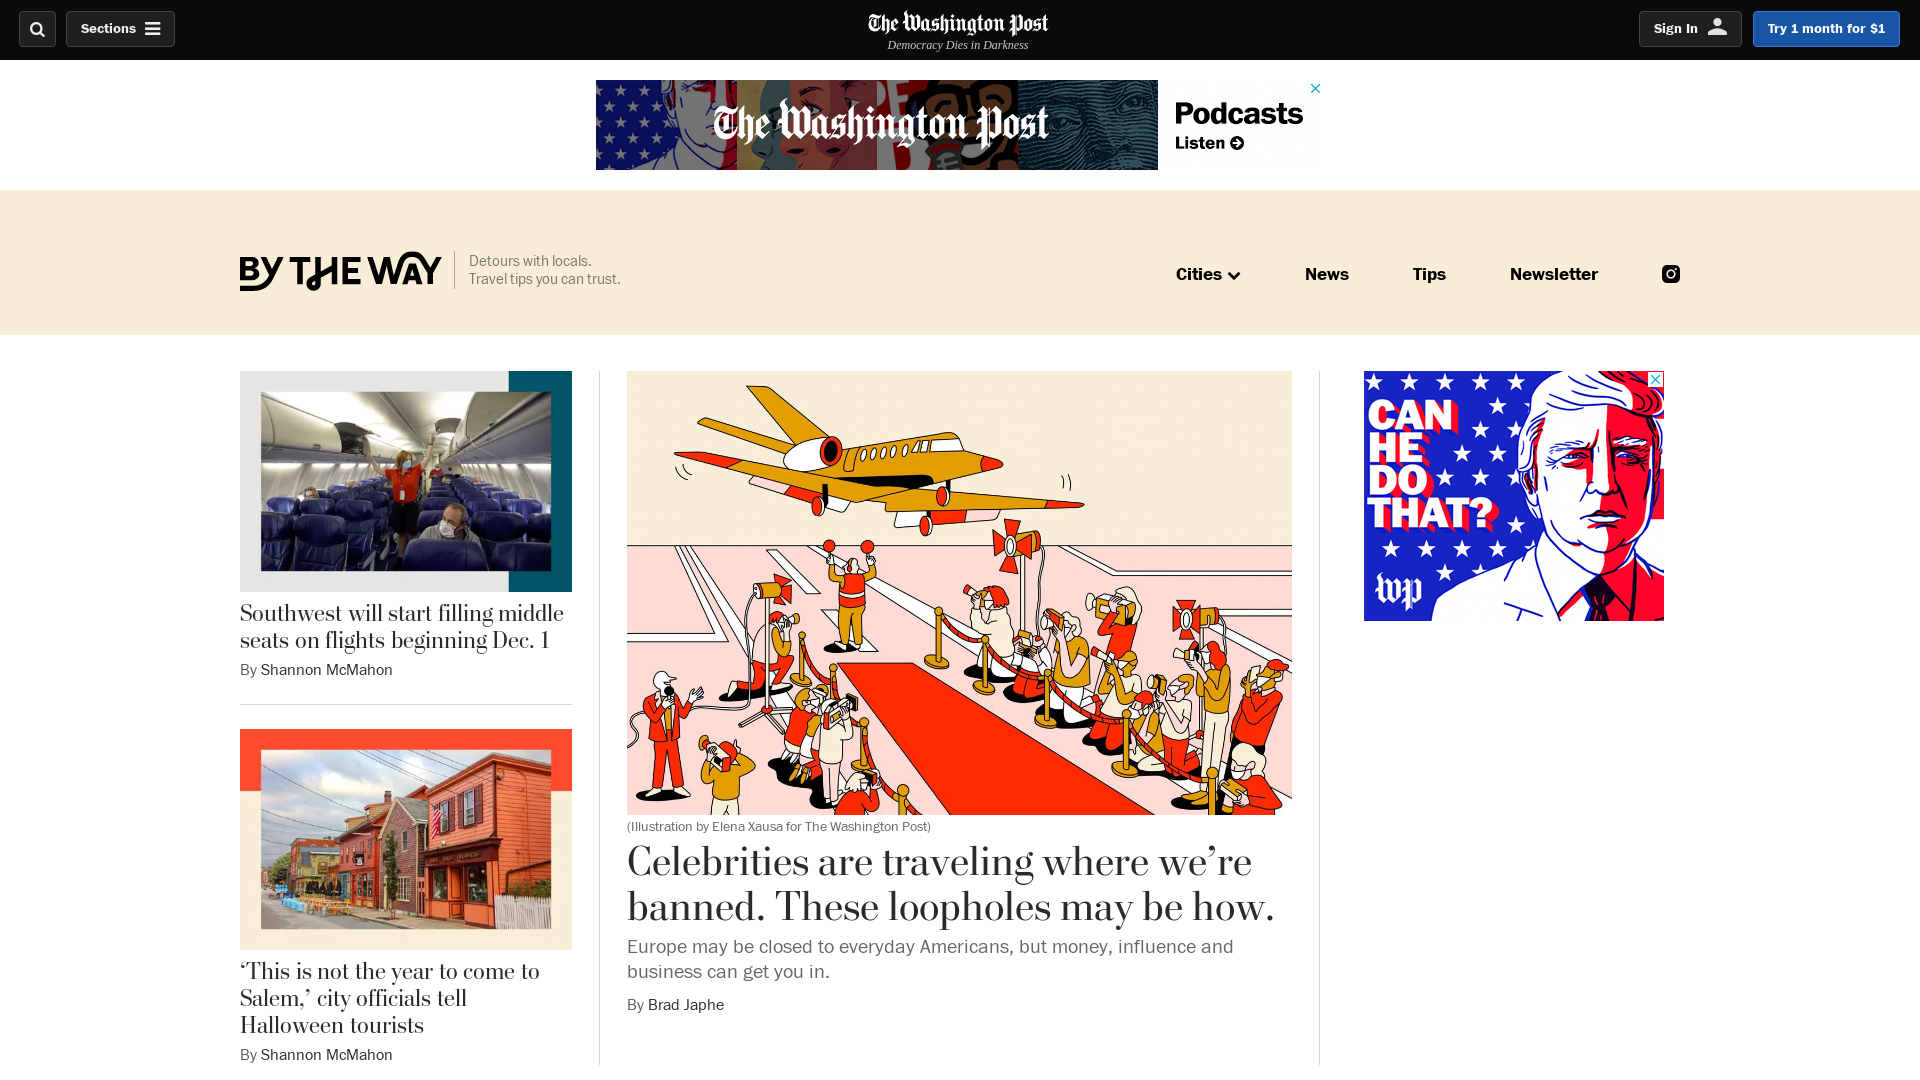 Sections
The Washington Post
Democracy Dies in Darkness
Sign In
Try 1 month for $1
The Washington Post
Podcasts
Listen
BY THE WAY
Detours with locals.
Travel tips you can trust.
Cities
News
Tips
Newsletter
Southwest will start filling middle
seats on flights beginning Dec. 1
By Shannon McMahon
‘This is not the year to come to
Salem,’ city officials tell
Halloween tourists
By Shannon McMahon
(Illustration by Elena Xausa for The Washington Post)
Celebrities are traveling where we’re
banned. These loopholes may be how.
Europe may be closed to everyday Americans, but money, influence and
business can get you in.
By Brad Japhe
CAN
HE
DO
THAT?
wp